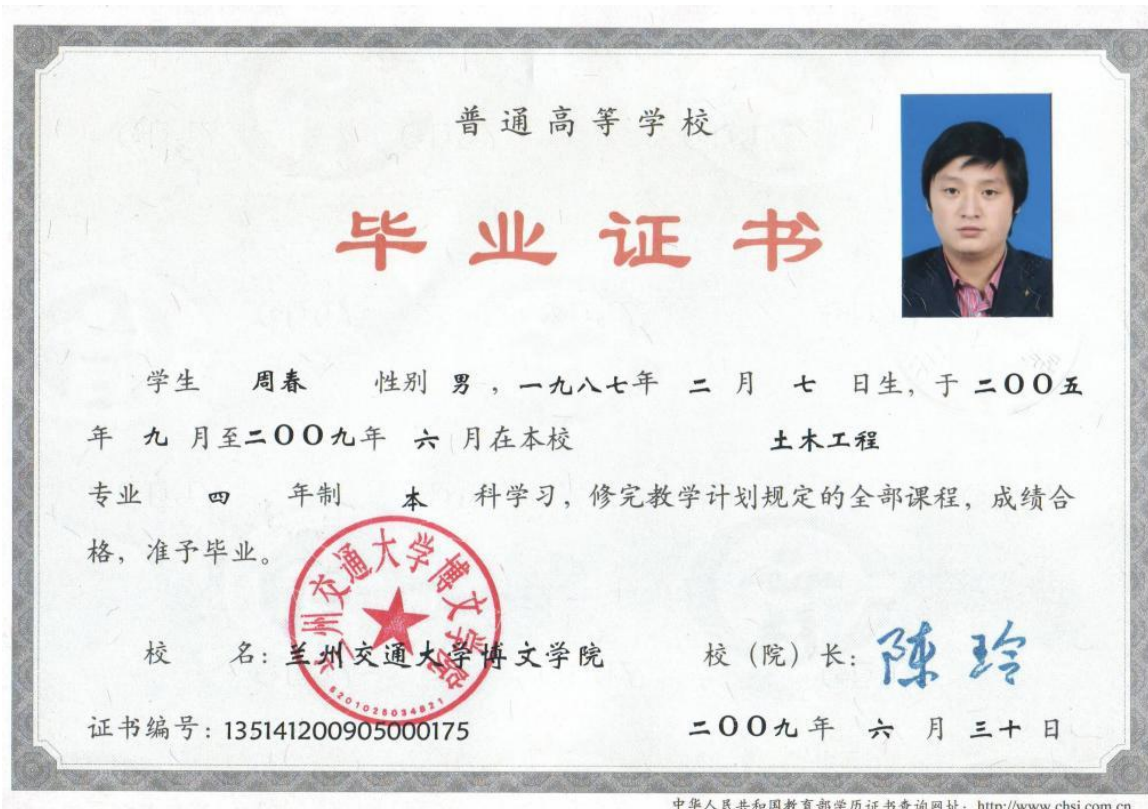 普通高等学校
毕业证书
学生 周春 性别 男，一九八七年 二 月 七 日生，于 二〇〇五
年 九 月至二〇〇九年 六 月在本校 土木工程
专业 四 年制 本 科学习，修完教学计划规定的全部课程，成绩合
格，准予毕业。
兰州交通大学博文学院
6201025034821
校 名：兰州交通大学博文学院 校（院）长：陈玲
证书编号：135141200905000175 二〇〇九年 六 月 三十 日
中华人民共和国教育部学历证书查询网址：http://www.chsi.com.cn